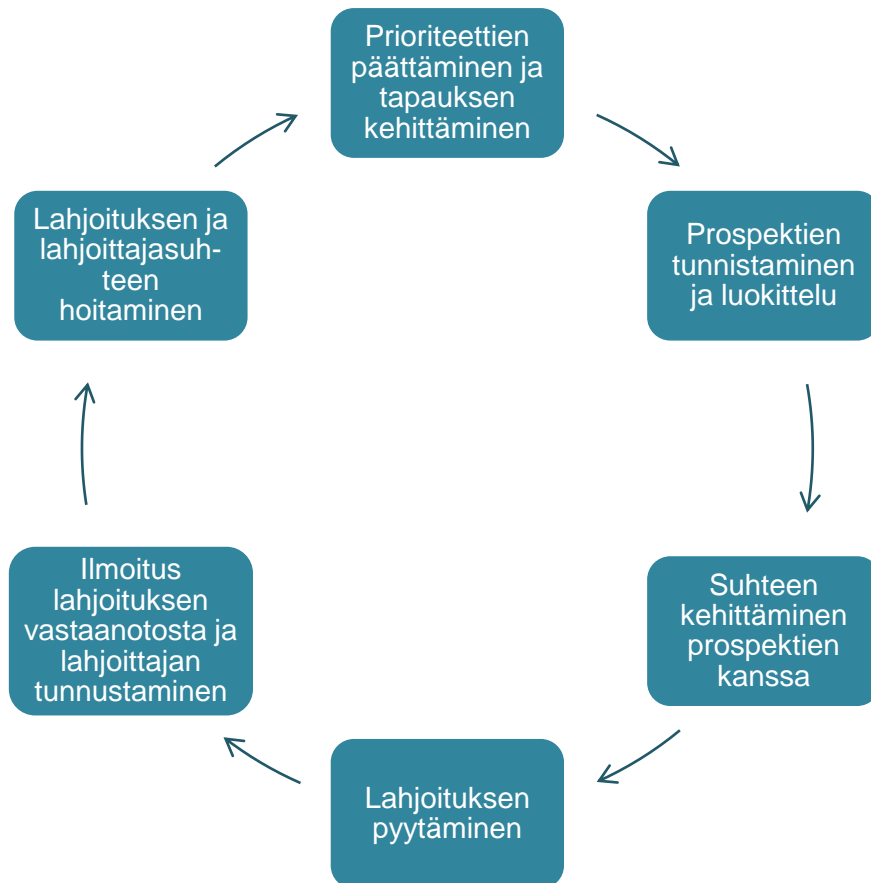 Prioriteettien
päättäminen ja
tapauksen
kehittäminen
Prospektien
tunnistaminen
ja luokittelu
Suhteen
kehittäminen
prospektien
kanssa
Lahjoituksen
pyytäminen
Ilmoitus
lahjoituksen
vastaanotosta ja
lahjoittajan
tunnustaminen
Lahjoituksen ja
lahjoittajasuh-
teen
hoitaminen